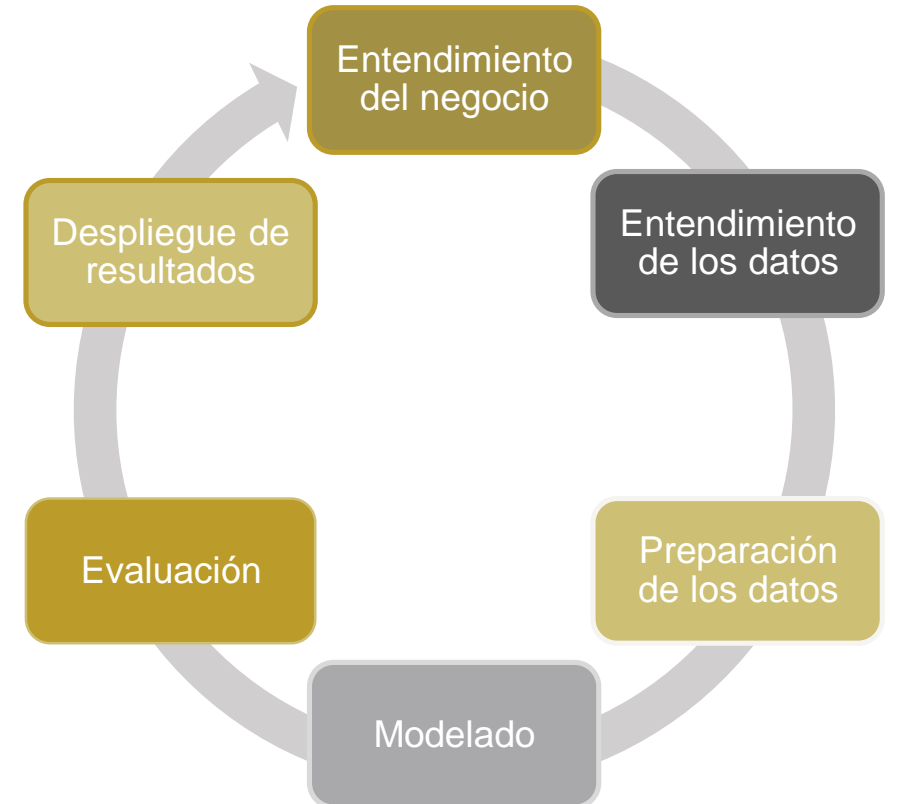 Entendimiento
del negocio
Entendimiento
de los datos
Preparación
de los datos
Modelado
Evaluación
Despliegue de
resultados